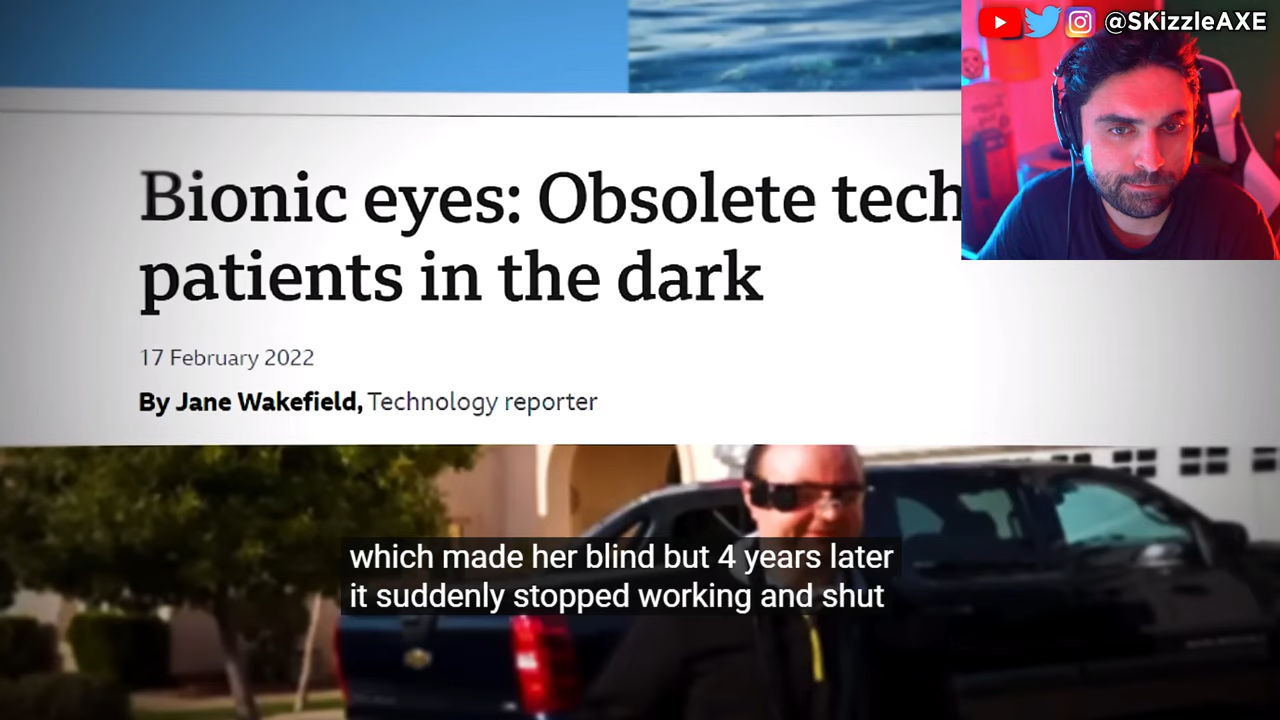 @SKizzleAXE
Bionic eyes: Obsolete tech
patients in the dark
17 February 2022
By Jane Wakefield, Technology reporter
which made her blind but 4 years later
it suddenly stopped working and shut